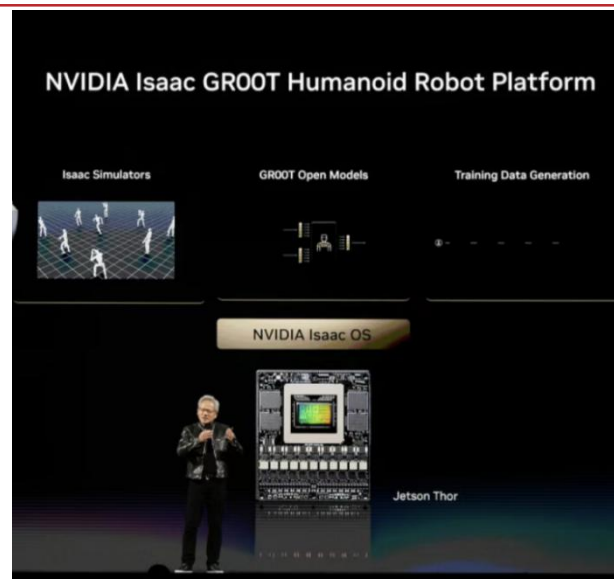 NVIDIA Isaac GR00T Humanoid Robot Platform
Isaac Simulators
GR00T Open Models
Training Data Generation
NVIDIA Isaac OS
Jetson Thor